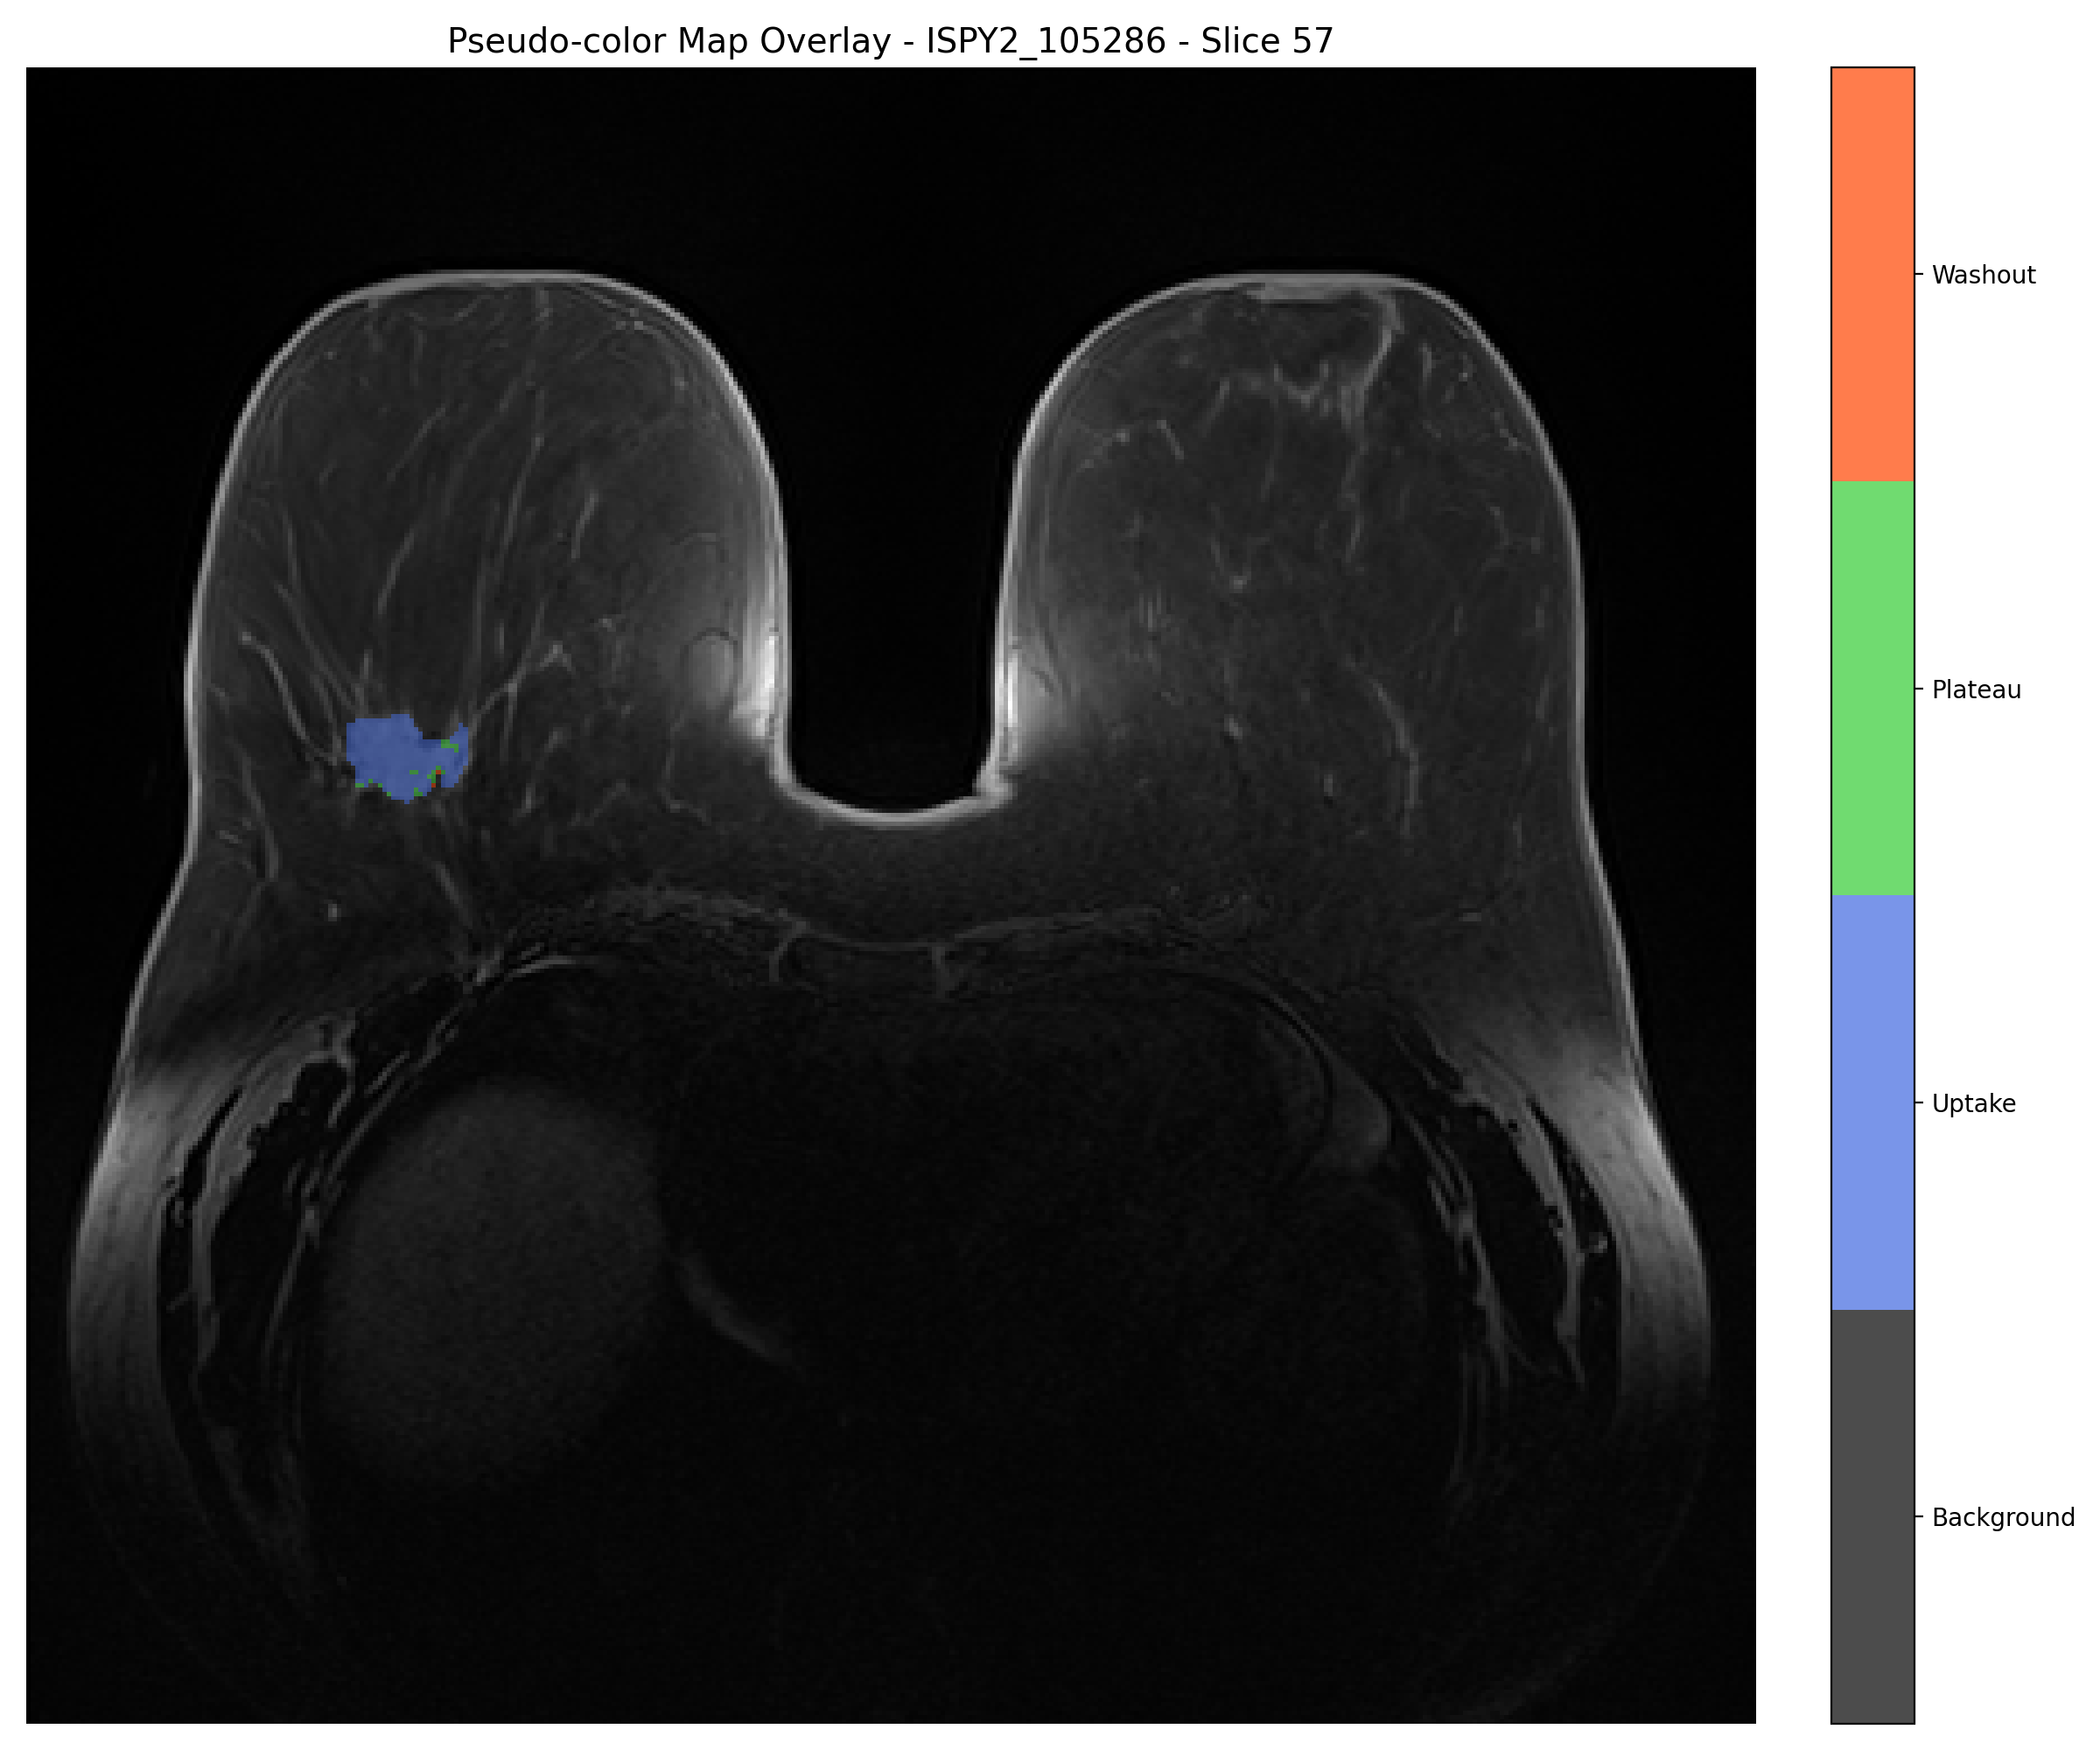 Pseudo-color Map Overlay - ISPY2_105286 - Slice 57
Washout
Plateau
Uptake
Background